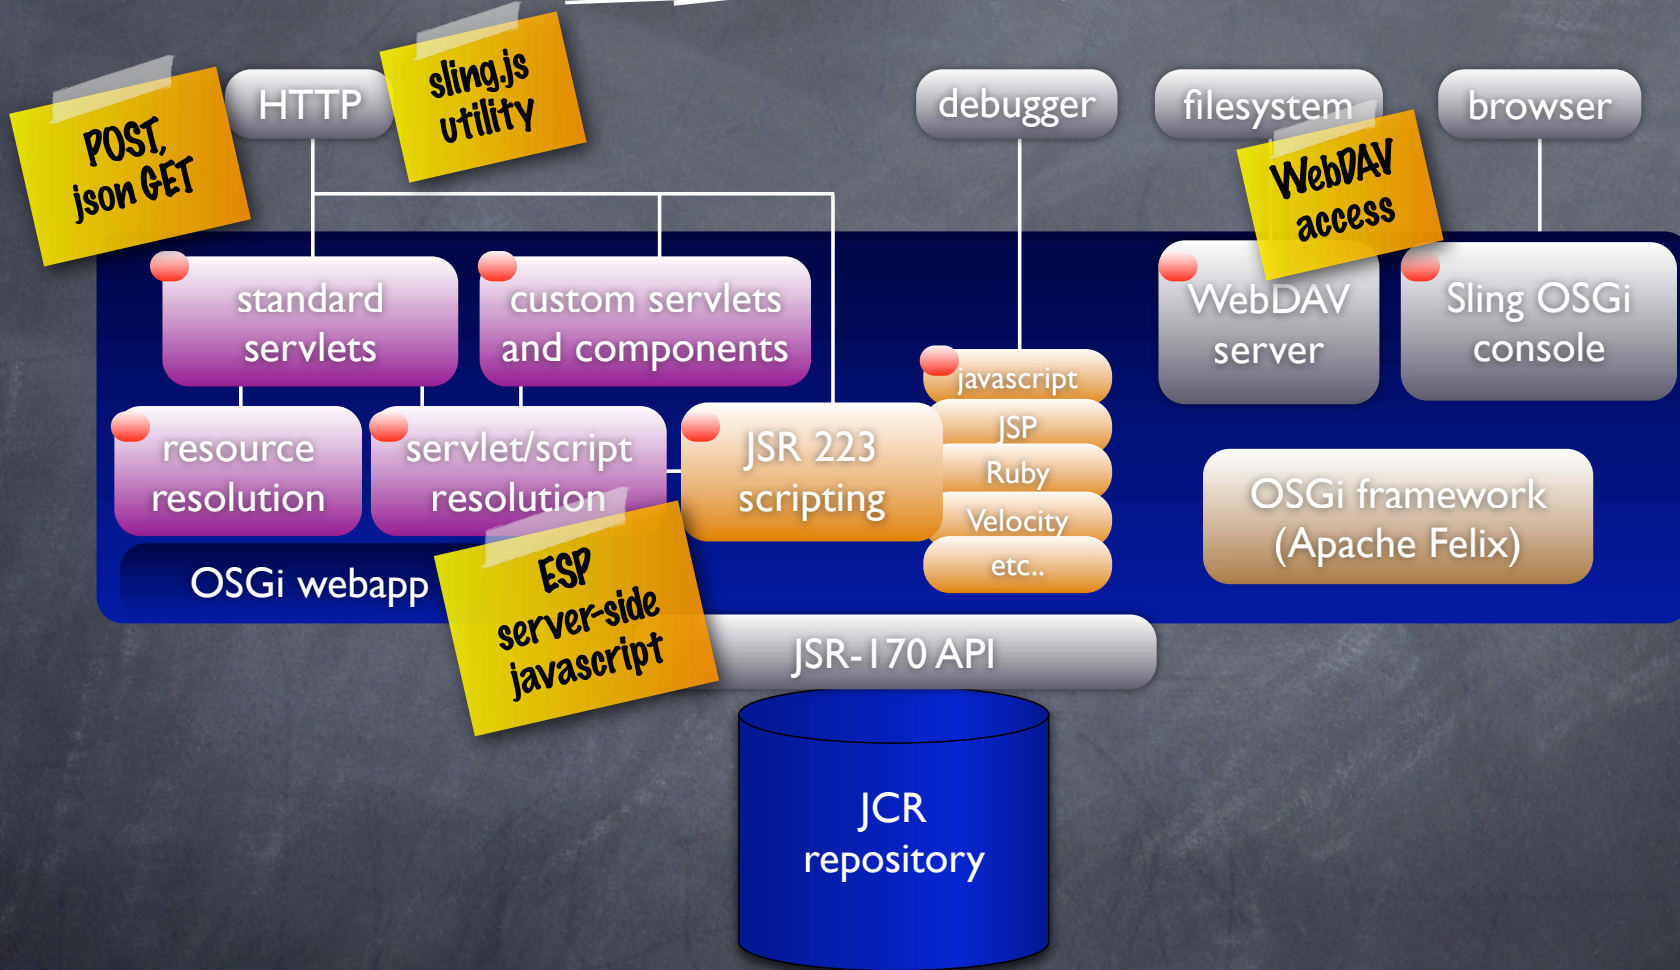 POST,
json GET
HTTP
sling.js
utility
debugger
filesystem
browser
WebDAV
access
standard
servlets
custom servlets
and components
WebDAV
server
Sling OSGi
console
resource
resolution
servlet/script
resolution
JSR 223
scripting
javascript
JSP
Ruby
Velocity
etc..
OSGi framework
(Apache Felix)
OSGi webapp
ESP
server-side
javascript
JSR-170 API
JCR
repository